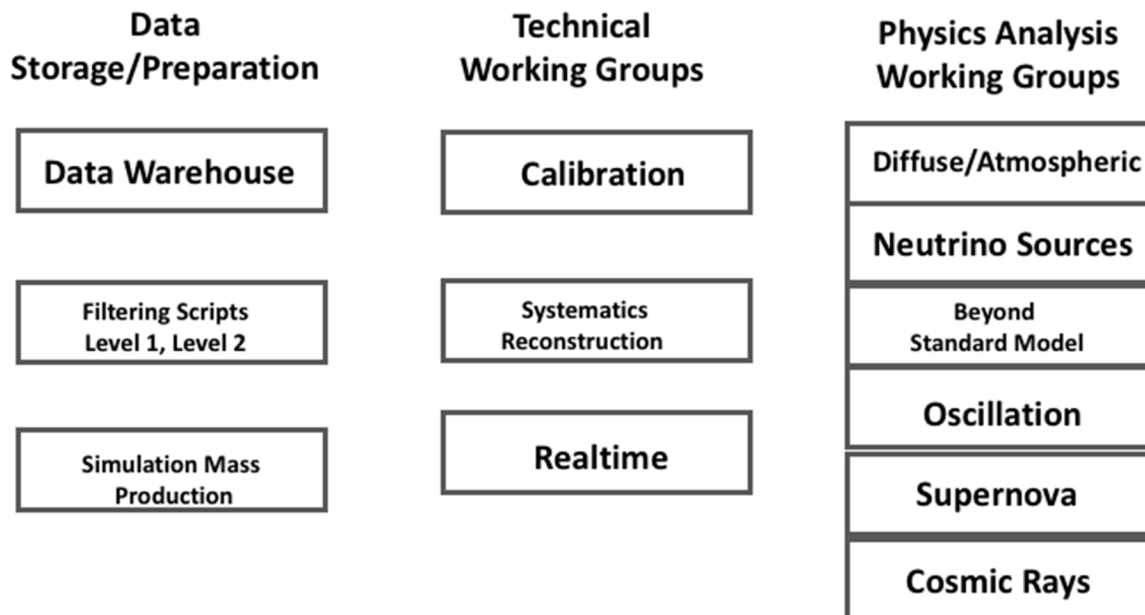 Data
Storage/Preparation
Data Warehouse
Filtering Scripts
Level 1, Level 2
Simulation Mass
Production
Technical
Working Groups
Calibration
Systematics
Reconstruction
Realtime
Physics Analysis
Working Groups
Diffuse/Atmospheric
Neutrino Sources
Beyond
Standard Model
Oscillation
Supernova
Cosmic Rays